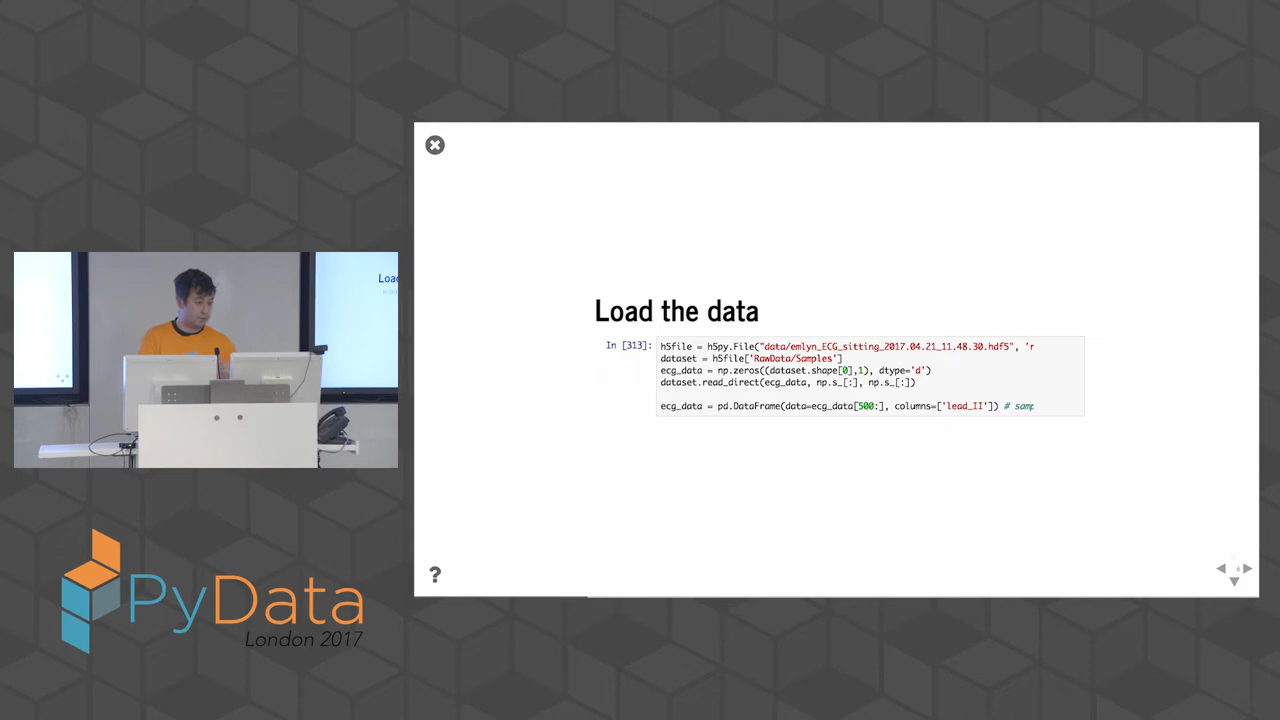 Load the data
In [313]:
h5file = h5py.File("data/emlyn_ECG_sitting_2017.04.21_11.48.30.hdf5", 'r
dataset = h5file['RawData/Samples']
ecg_data = np.zeros((dataset.shape[0],1), dtype='d')
dataset.read_direct(ecg_data, np.s_[:], np.s_[:])
ecg_data = pd.DataFrame(data=ecg_data[500:], columns=['lead_II']) # samp
?
Loa
PyData
London 2017